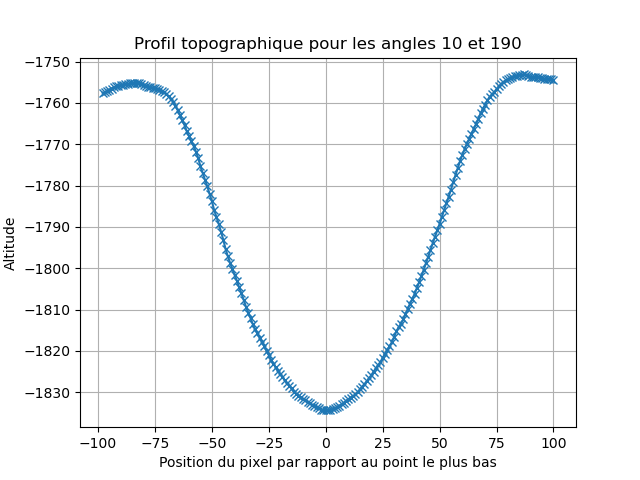 Profil topographique pour les angles 10 et 190
−1750
−1760
−1770
−1780
−1790
−1800
−1810
−1820
−1830
Altitude
−100 −75 −50 −25 0 25 50 75 100
Position du pixel par rapport au point le plus bas